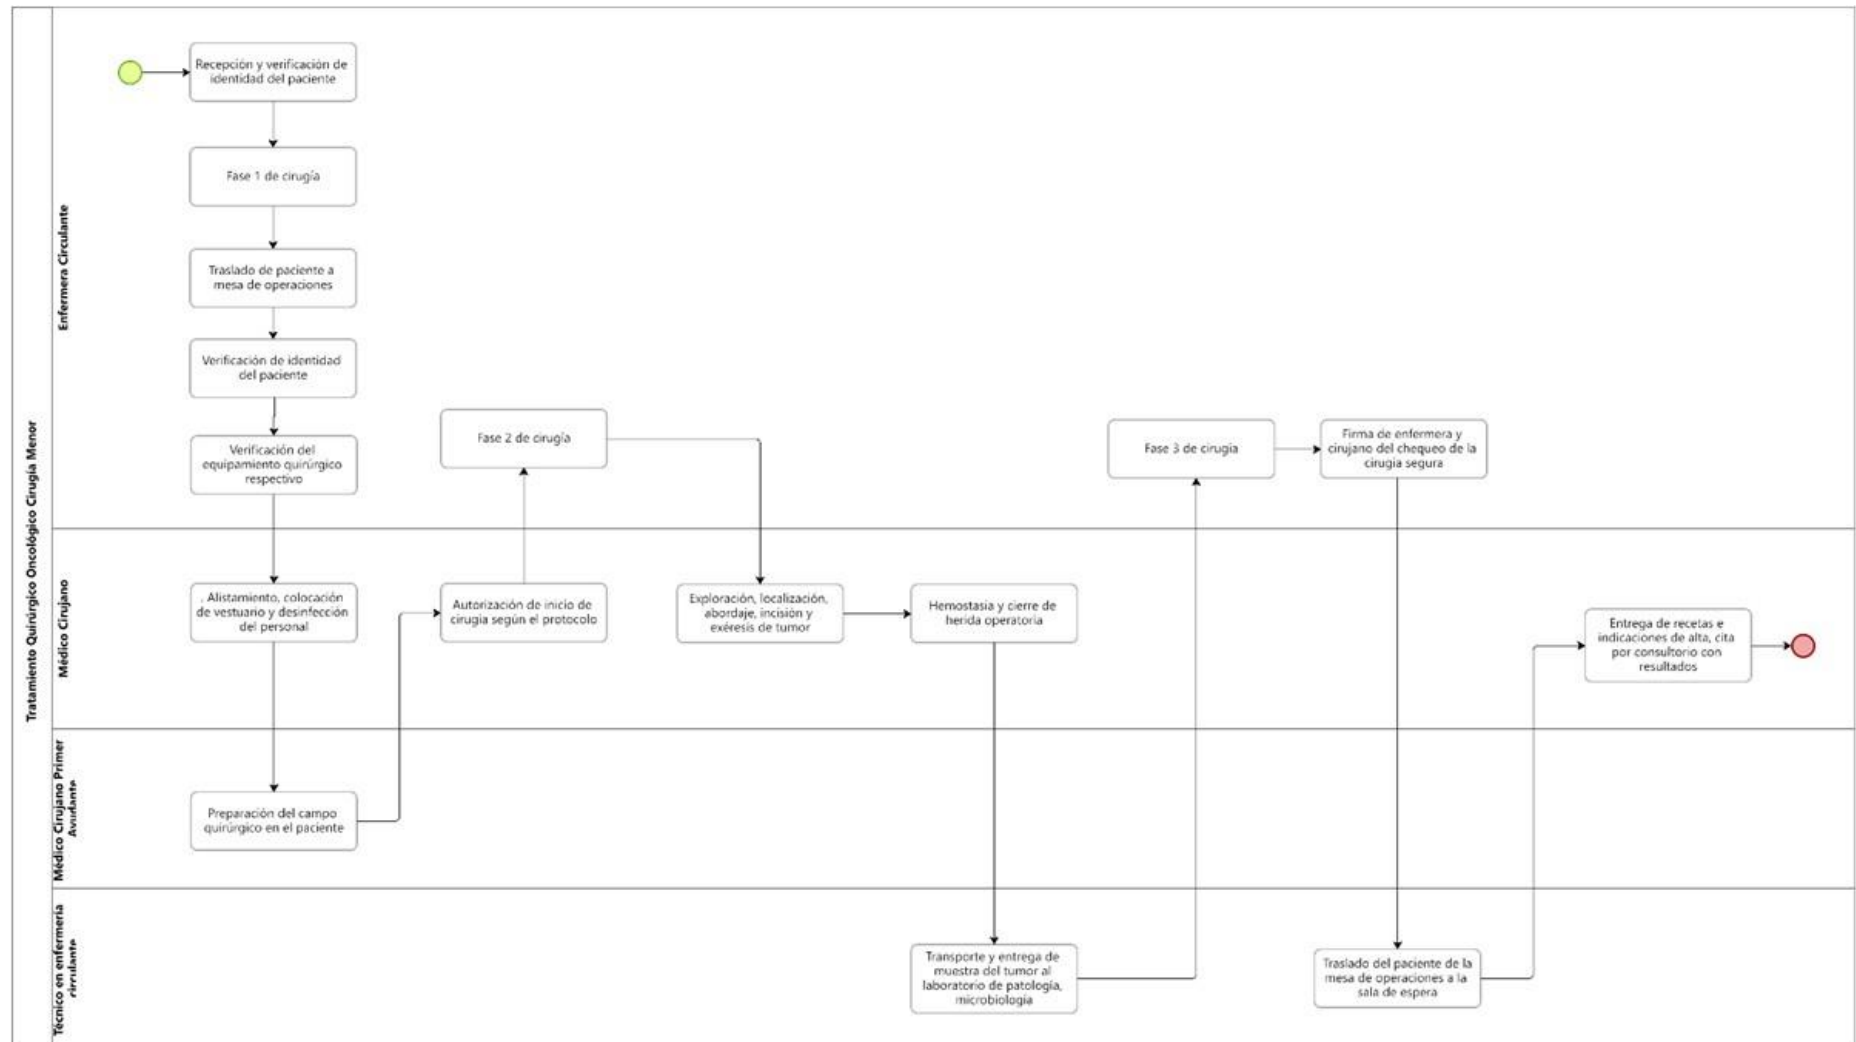 Tratamiento Quirúrgico Oncológico Cirugía Menor
Enfermera Circulante
Recepción y verificación de
identidad del paciente
Fase 1 de cirugía
Traslado de paciente a
mesa de operaciones
Verificación de identidad
del paciente
Verificación del
equipamiento quirúrgico
respectivo
Fase 2 de cirugía
Fase 3 de cirugía
Firma de enfermera y
cirujano del chequeo de la
cirugía segura
Médico Cirujano
. Alistamiento, colocación
de vestuario y desinfección
del personal
Autorización de inicio de
cirugía según el protocolo
Exploración, localización,
abordaje, incisión y
exéresis de tumor
Hemostasia y cierre de
herida operatoria
Entrega de recetas e
indicaciones de alta, cita
por consultorio con
resultados
Médico Cirujano Primer
Ayudante
Preparación del campo
quirúrgico en el paciente
Técnico en enfermería
circulante
Transporte y entrega de
muestra del tumor al
laboratorio de patología,
microbiología
Traslado del paciente de la
mesa de operaciones a la
sala de espera